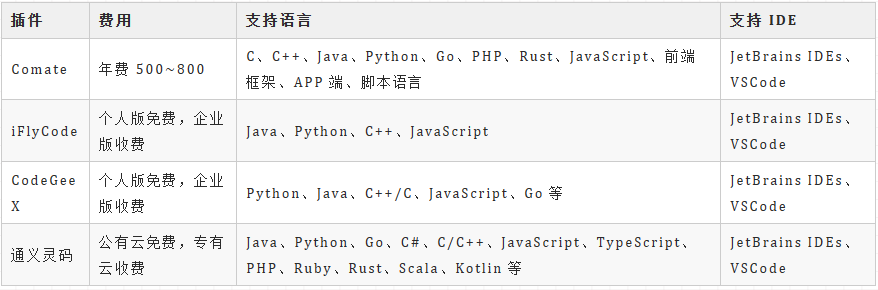 插件 费用 支持语言 支持 IDE
Comate 年费 500~800 C、C++、Java、Python、Go、PHP、Rust、JavaScript、前端
框架、APP 端、脚本语言 JetBrains IDEs、
VSCode
iFlyCode 个人版免费，企业
版收费 Java、Python、C++、JavaScript JetBrains IDEs、
VSCode
CodeGee
X 个人版免费，企业
版收费 Python、Java、C++/C、JavaScript、Go 等 JetBrains IDEs、
VSCode
通义灵码 公有云免费，专有
云收费 Java、Python、Go、C#、C/C++、JavaScript、TypeScript、
PHP、Ruby、Rust、Scala、Kotlin 等 JetBrains IDEs、
VSCode